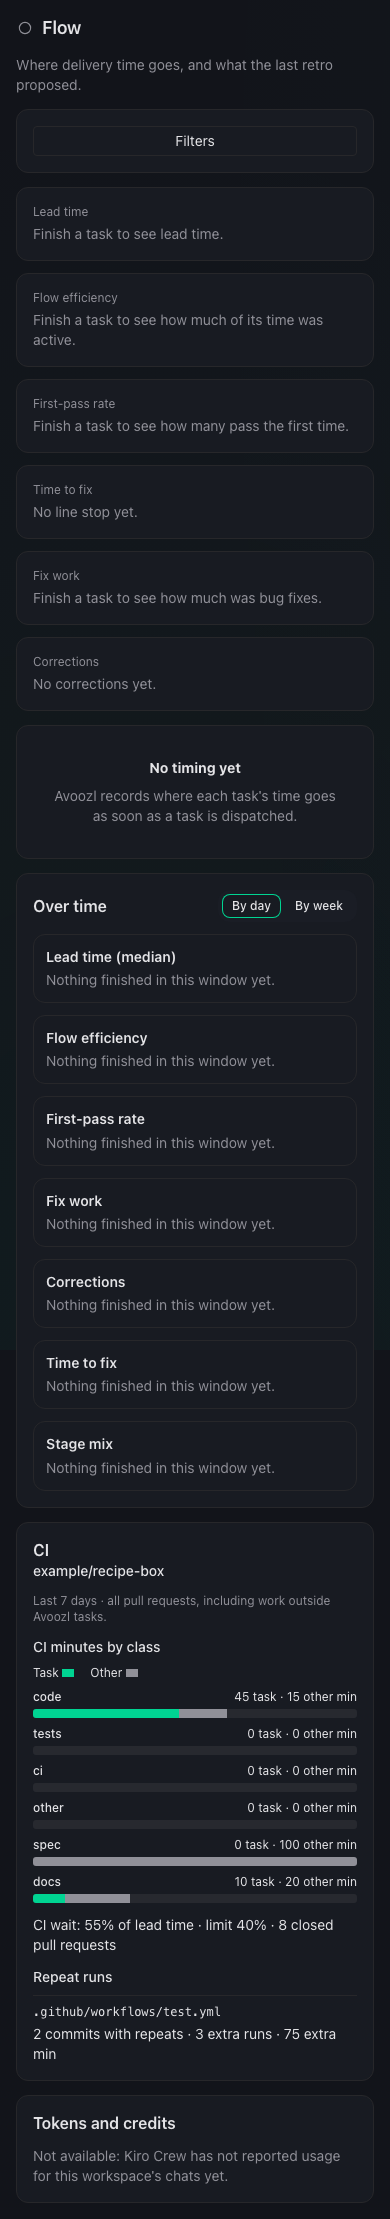 Flow
Where delivery time goes, and what the last retro
proposed.
Filters
Lead time
Finish a task to see lead time.
Flow efficiency
Finish a task to see how much of its time was
active.
First-pass rate
Finish a task to see how many pass the first time.
Time to fix
No line stop yet.
Fix work
Finish a task to see how much was bug fixes.
Corrections
No corrections yet.
No timing yet
Avoozl records where each task's time goes
as soon as a task is dispatched.
Over time
By day
By week
Lead time (median)
Nothing finished in this window yet.
Flow efficiency
Nothing finished in this window yet.
First-pass rate
Nothing finished in this window yet.
Fix work
Nothing finished in this window yet.
Corrections
Nothing finished in this window yet.
Time to fix
Nothing finished in this window yet.
Stage mix
Nothing finished in this window yet.
CI
example/recipe-box
Last 7 days · all pull requests, including work outside
Avoozl tasks.
CI minutes by class
Task Other
code 45 task · 15 other min
tests 0 task · 0 other min
ci 0 task · 0 other min
other 0 task · 0 other min
spec 0 task · 100 other min
docs 10 task · 20 other min
CI wait: 55% of lead time · limit 40% · 8 closed
pull requests
Repeat runs
.github/workflows/test.yml
2 commits with repeats · 3 extra runs · 75 extra
min
Tokens and credits
Not available: Kiro Crew has not reported usage
for this workspace's chats yet.